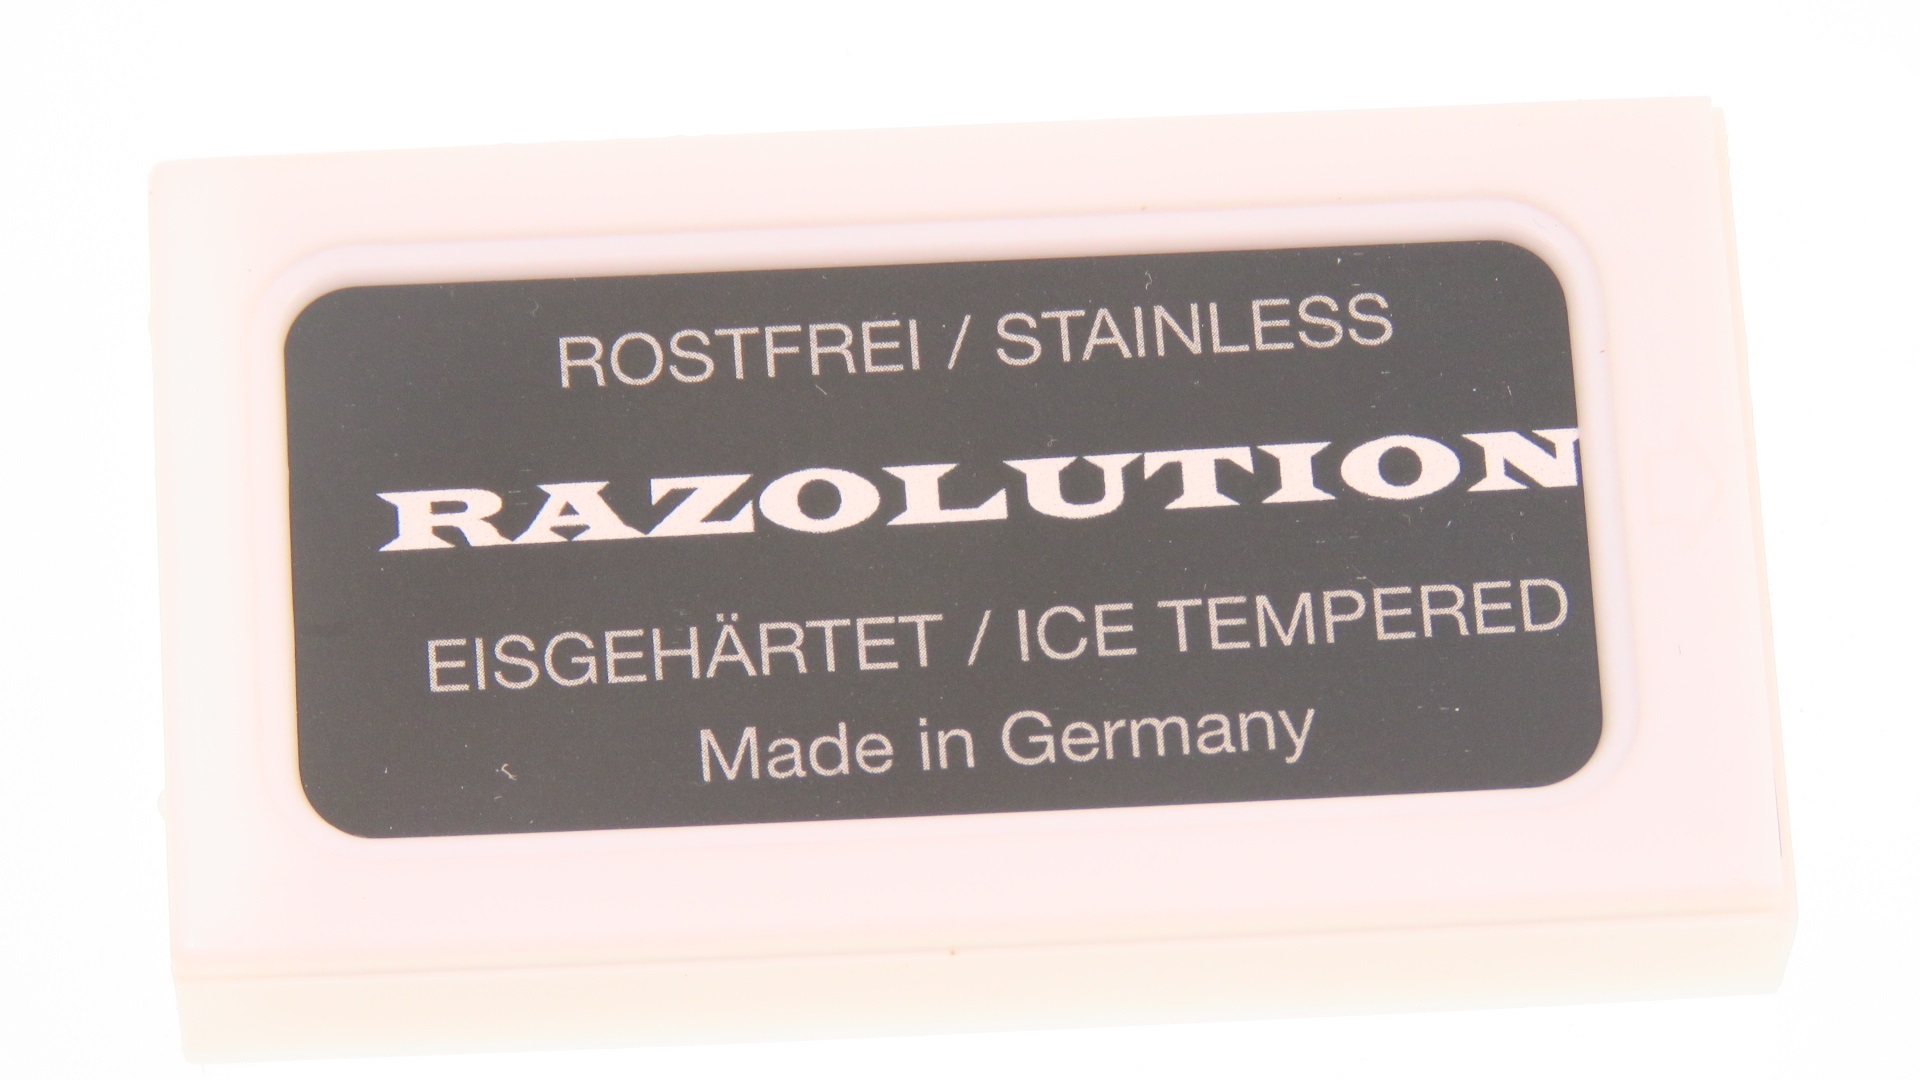 ROSTFREI / STAINLESS
RAZOLUTION
EISGEHÄRTET / ICE TEMPERED
Made in Germany